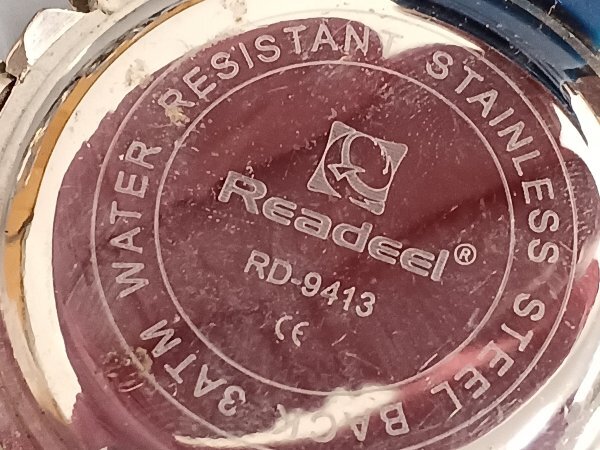 3ATM WATER RESISTANT STAINLESS STEEL BACK
Readeel®
RD-9413
CE